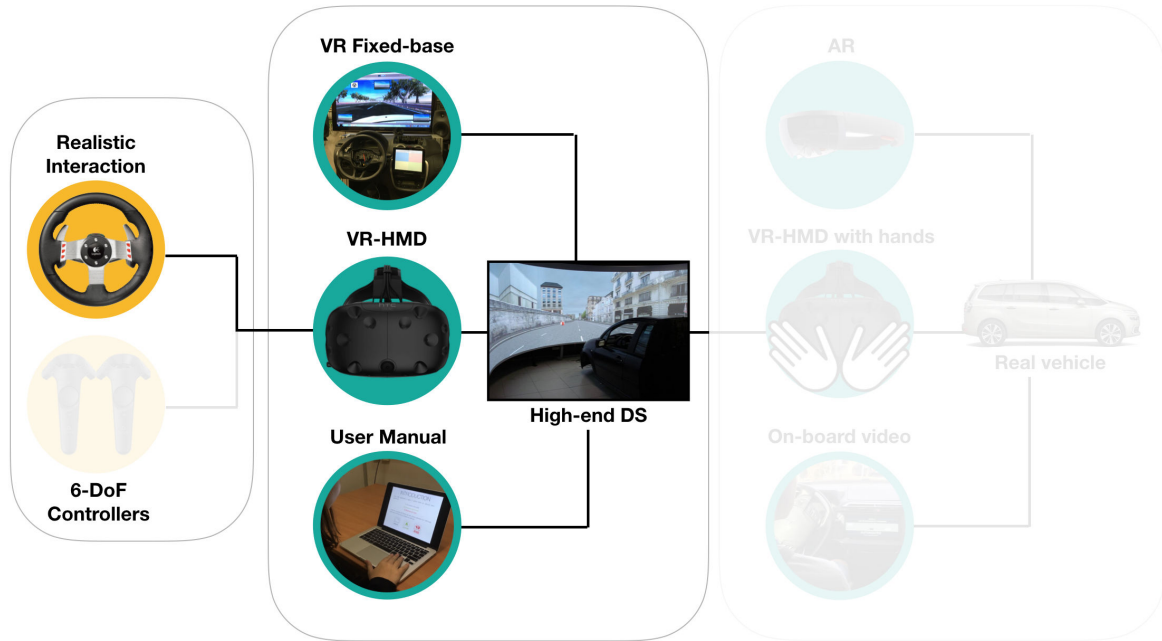 Realistic
Interaction
6-DoF
Controllers
VR Fixed-base
VR-HMD
User Manual
High-end DS
AR
VR-HMD with hands
Real vehicle
On-board video